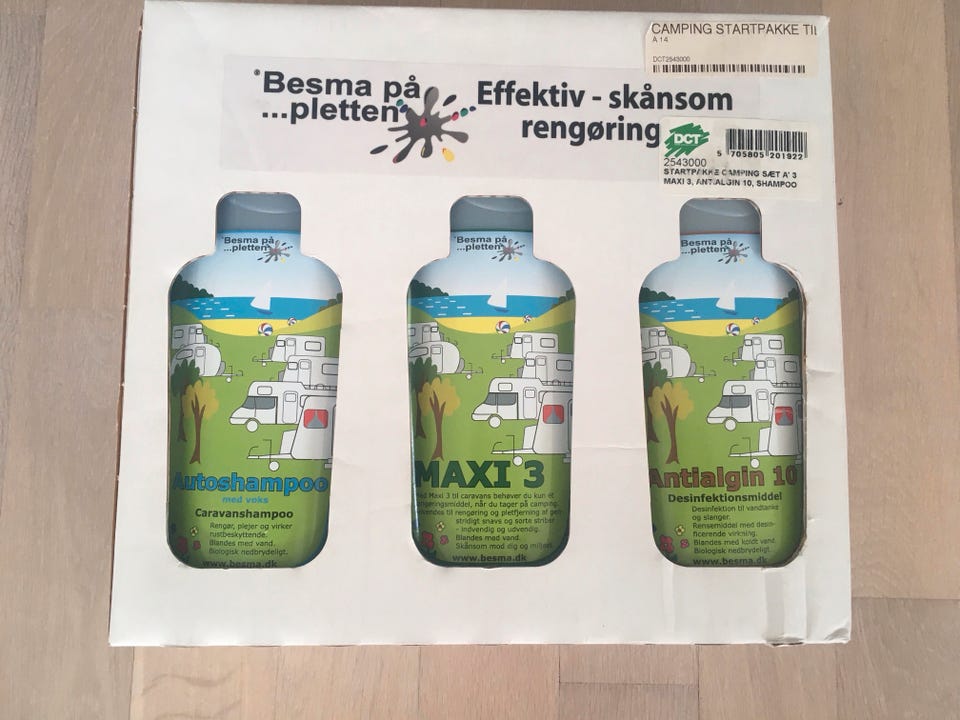 CAMPING STARTPAKKE TIL
A 14
DCT2543000
®Besma på
...pletten
Effektiv - skånsom
rengøring
DCT
5 705805 201922
2543000
STARTPAKKE CAMPING SÆT A' 3
MAXI 3, ANTIALGIN 10, SHAMPOO
Besma på
...pletten
Autoshampoo
med voks
Caravanshampoo
Rengør, plejer og virker
rustbeskyttende.
Blandes med vand.
Biologisk nedbrydeligt.
www.besma.dk
Besma på
...pletten
MAXI 3
Med Maxi 3 til caravans behøver du kun ét
rengøringsmiddel, når du tager på camping.
Anvendes til rengøring og pletfjerning af gen-
stridigt snavs og sorte striber
- indvendig og udvendig.
Blandes med vand.
Skånsom mod dig og miljøet
www.besma.dk
Besma på
...pletten
Antialgin 10
Desinfektionsmiddel
Desinfektion til vandtanke
og slanger.
Rensemiddel med desin-
ficerende virkning.
Blandes med koldt vand.
Biologisk nedbrydeligt.
www.besma.dk